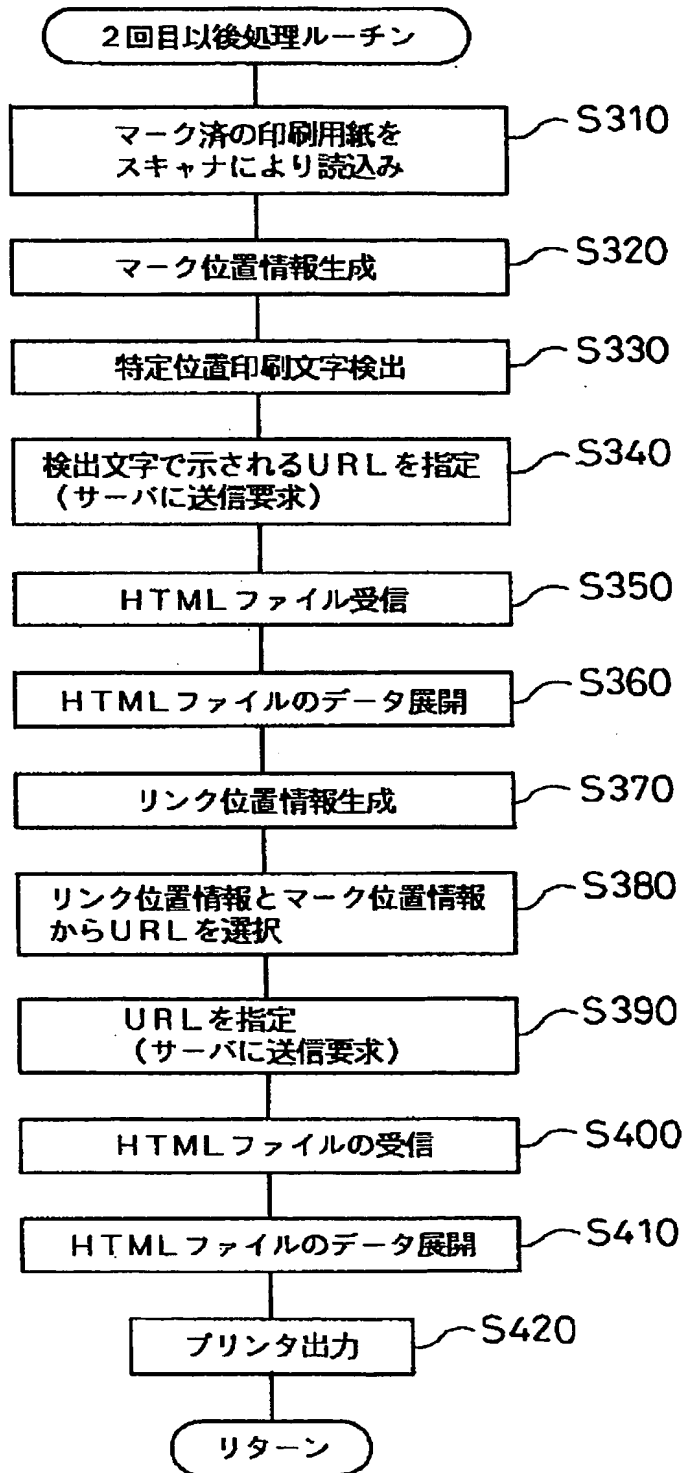 2回目以後処理ルーチン
マーク済の印刷用紙を
スキャナにより読込み
S310
マーク位置情報生成
S320
特定位置印刷文字検出
S330
検出文字で示されるURLを指定
(サーバに送信要求)
S340
HTMLファイル受信
S350
HTMLファイルのデータ展開
S360
リンク位置情報生成
S370
リンク位置情報とマーク位置情報
からURLを選択
S380
URLを指定
(サーバに送信要求)
S390
HTMLファイルの受信
S400
HTMLファイルのデータ展開
S410
プリンタ出力
S420
リターン